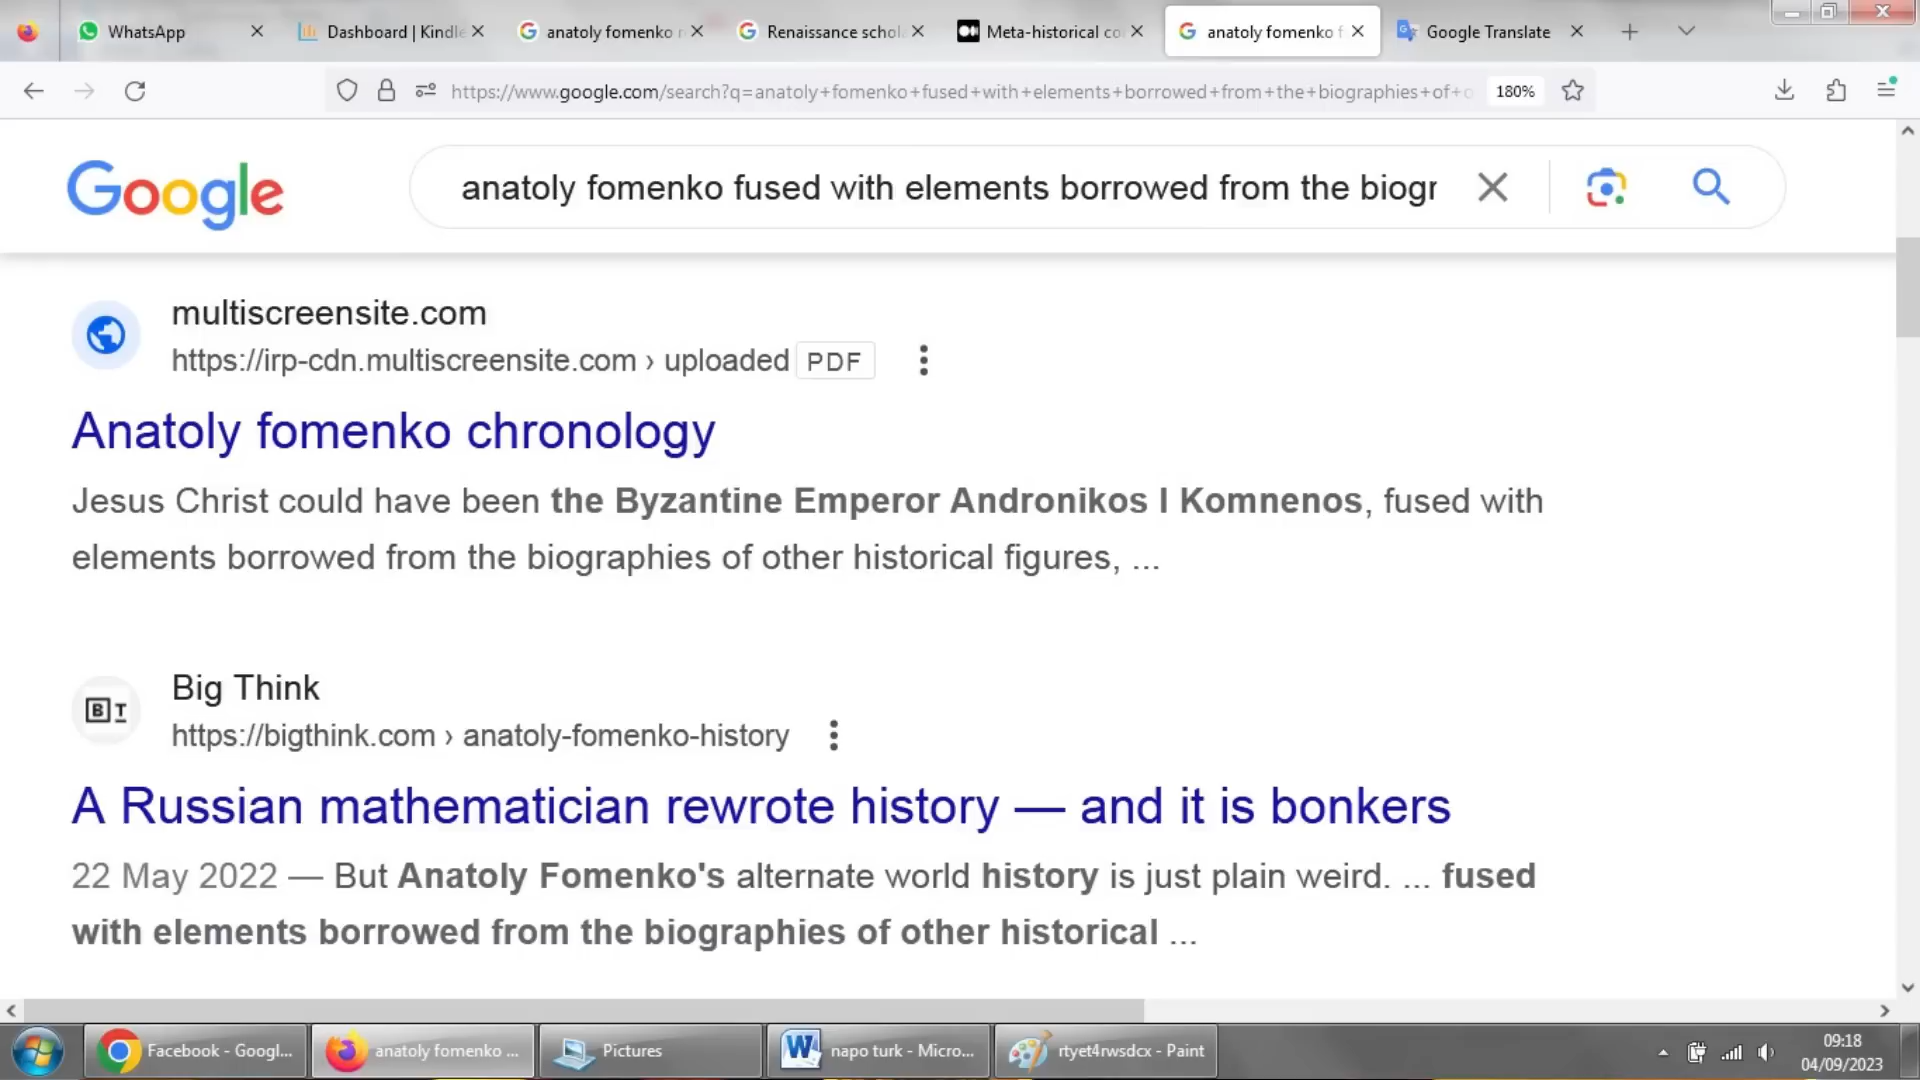 WhatsApp
Dashboard | Kindle
anatoly fomenko r
Renaissance schol
Meta-historical co
anatoly fomenko f
Google Translate
https://www.google.com/search?q=anatoly+fomenko+fused+with+elements+borrowed+from+the+biographies+of+o
180%
Google
anatoly fomenko fused with elements borrowed from the biogr
multiscreensite.com
https://irp-cdn.multiscreensite.com › uploaded PDF
Anatoly fomenko chronology
Jesus Christ could have been the Byzantine Emperor Andronikos I Komnenos, fused with
elements borrowed from the biographies of other historical figures, ...
BT
Big Think
https://bigthink.com › anatoly-fomenko-history
A Russian mathematician rewrote history — and it is bonkers
22 May 2022 — But Anatoly Fomenko's alternate world history is just plain weird. ... fused
with elements borrowed from the biographies of other historical ...
Facebook - Googl...
anatoly fomenko ...
Pictures
napo turk - Micro...
rtyet4rwsdcx - Paint
09:18
04/09/2023